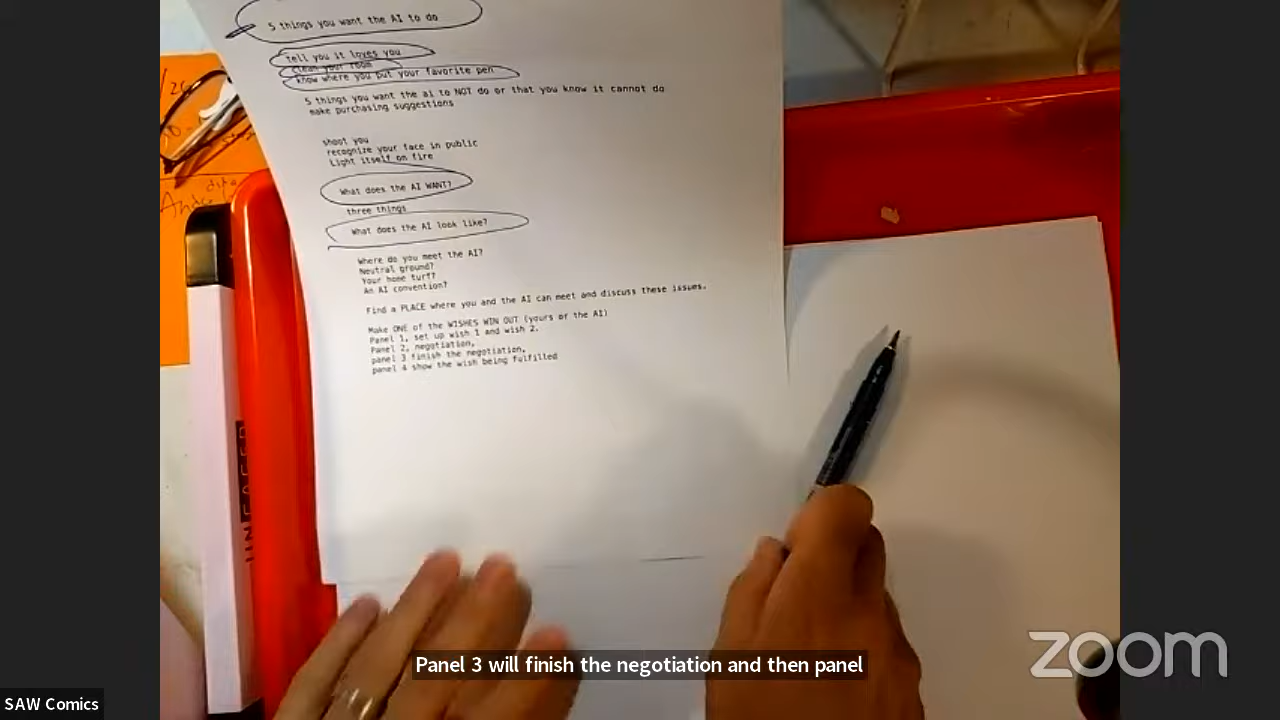 5 things you want the AI to do
tell you it loves you
clean your room
know where you put your favorite pen
5 things you want the ai to NOT do or that you know it cannot do
make purchasing suggestions
shoot you
recognize your face in public
Light itself on fire
What does the AI WANT?
three things
What does the AI look like?
Where do you meet the AI?
Neutral ground?
Your home turf?
An AI convention?
Find a PLACE where you and the AI can meet and discuss these issues.
Make ONE of the WISHES WIN OUT (yours or the AI)
Panel 1, set up wish 1 and wish 2.
Panel 2, negotiation,
panel 3 finish the negotiation,
panel 4 show the wish being fulfilled
Panel 3 will finish the negotiation and then panel
zoom
SAW Comics